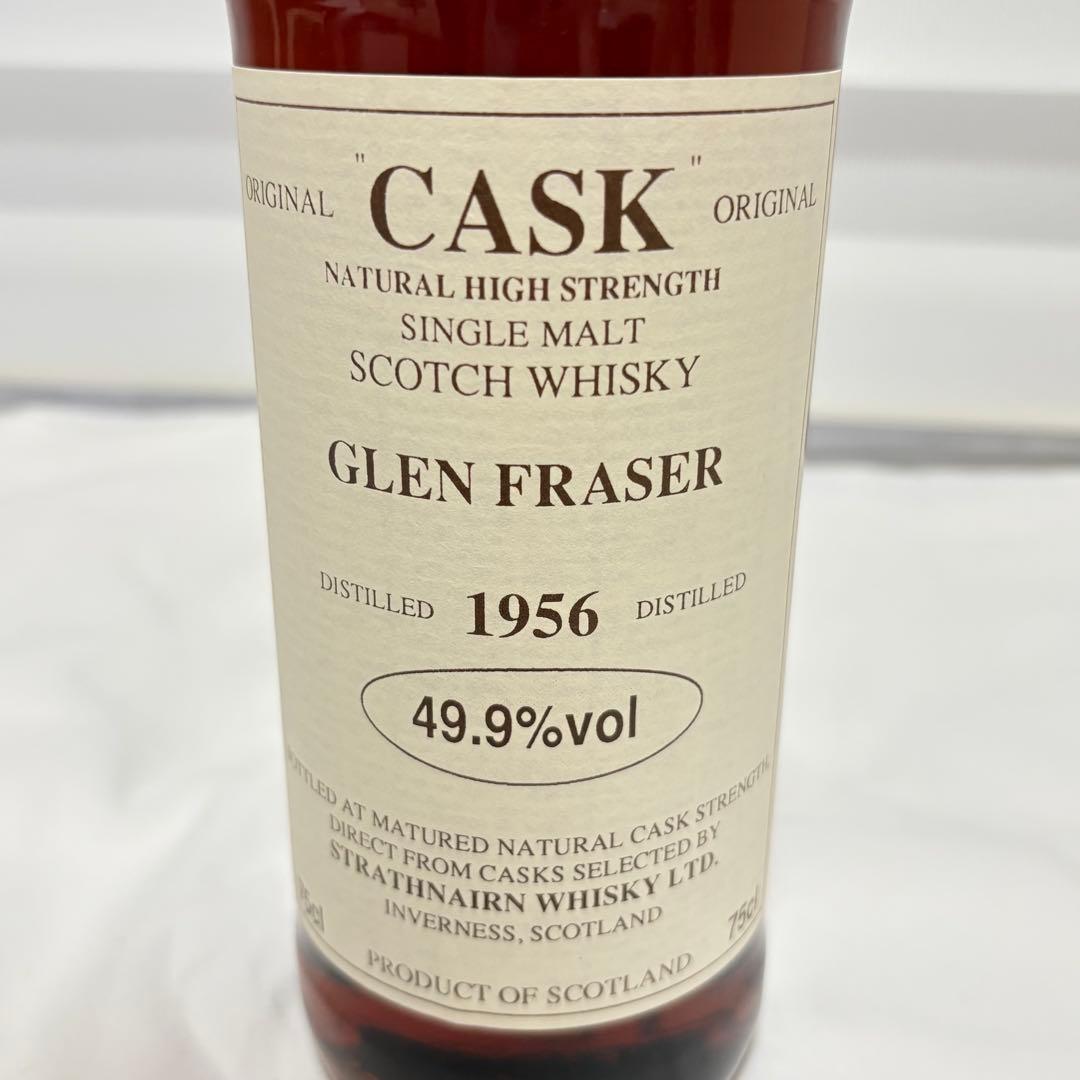 ORIGINAL "CASK" ORIGINAL
NATURAL HIGH STRENGTH
SINGLE MALT
SCOTCH WHISKY
GLEN FRASER
DISTILLED 1956 DISTILLED
49.9%vol
BOTTLED AT MATURED NATURAL CASK STRENGTH,
DIRECT FROM CASKS SELECTED BY
STRATHNAIRN WHISKY LTD.
INVERNESS, SCOTLAND
75cl 75cl
PRODUCT OF SCOTLAND